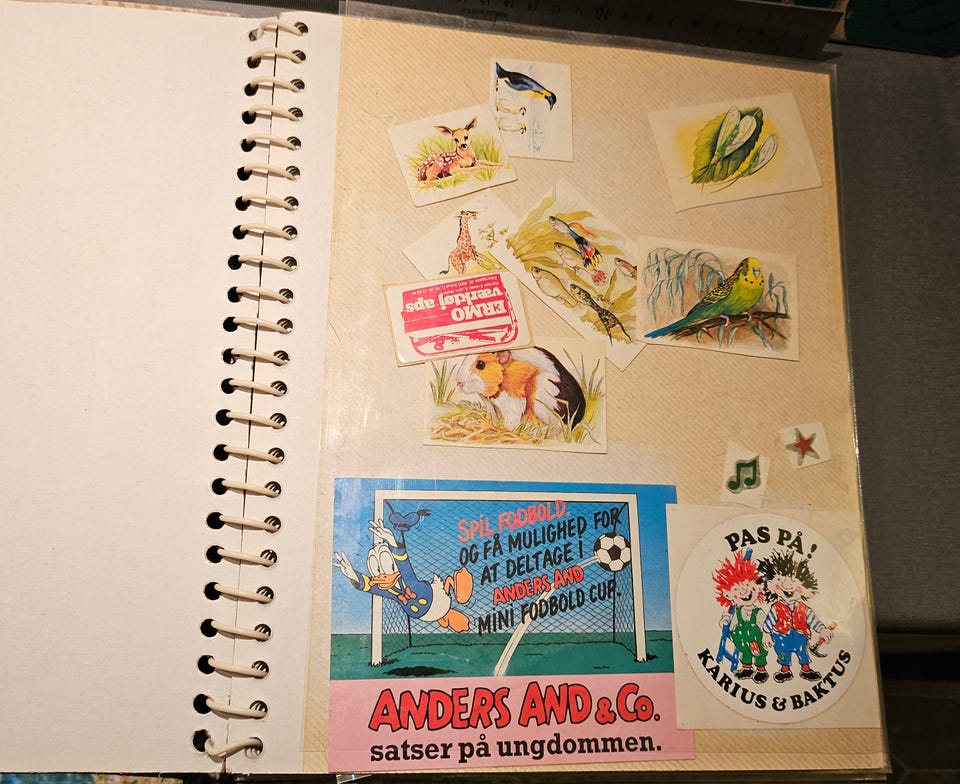 ERMO
værktøj aps
SPIL FODBOLD.
OG FÅ MULIGHED FOR
AT DELTAGE I
ANDERS AND
MINI FODBOLD CUP.
ANDERS AND & Co.
satser på ungdommen.
PAS PÅ!
KARIUS & BAKTUS